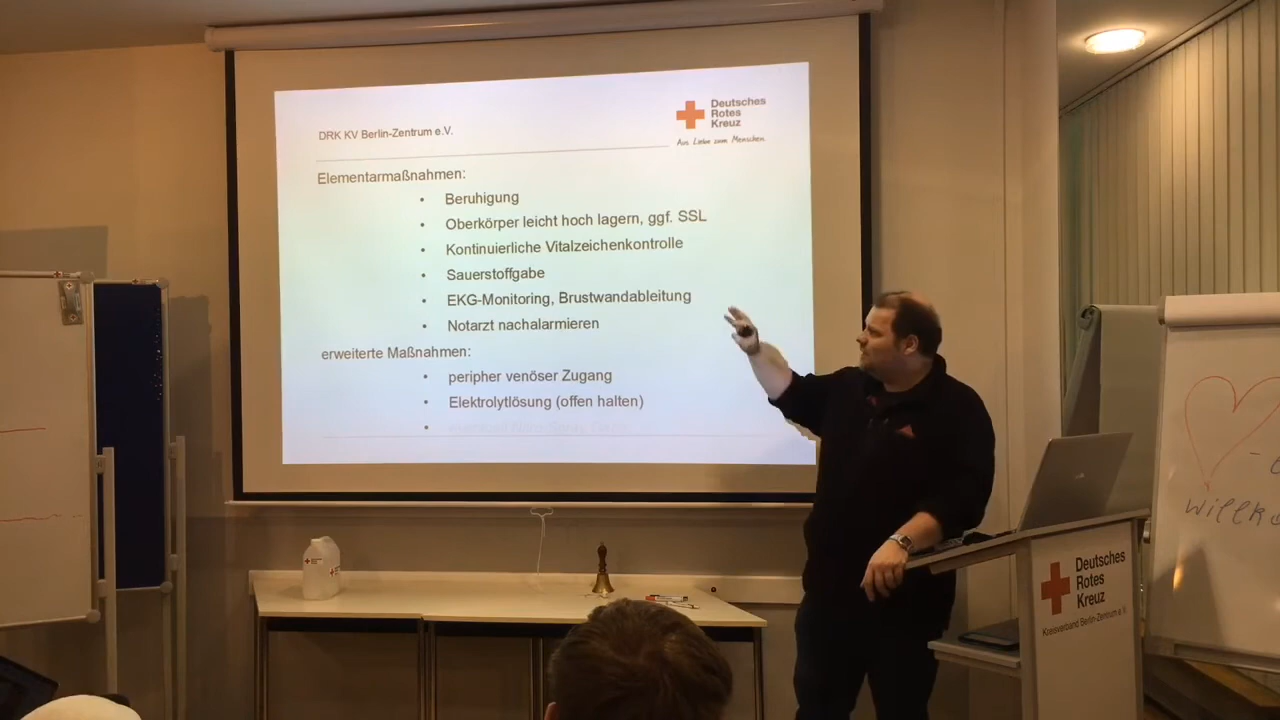 DRK KV Berlin-Zentrum e.V.
Deutsches
Rotes
Kreuz
Aus Liebe zum Menschen.
Elementarmaßnahmen:
• Beruhigung
• Oberkörper leicht hoch lagern, ggf. SSL
• Kontinuierliche Vitalzeichenkontrolle
• Sauerstoffgabe
• EKG-Monitoring, Brustwandableitung
• Notarzt nachalarmieren
erweiterte Maßnahmen:
• peripher venöser Zugang
• Elektrolytlösung (offen halten)
Deutsches
Rotes
Kreuz
Kreisverband Berlin-Zentrum e.V.